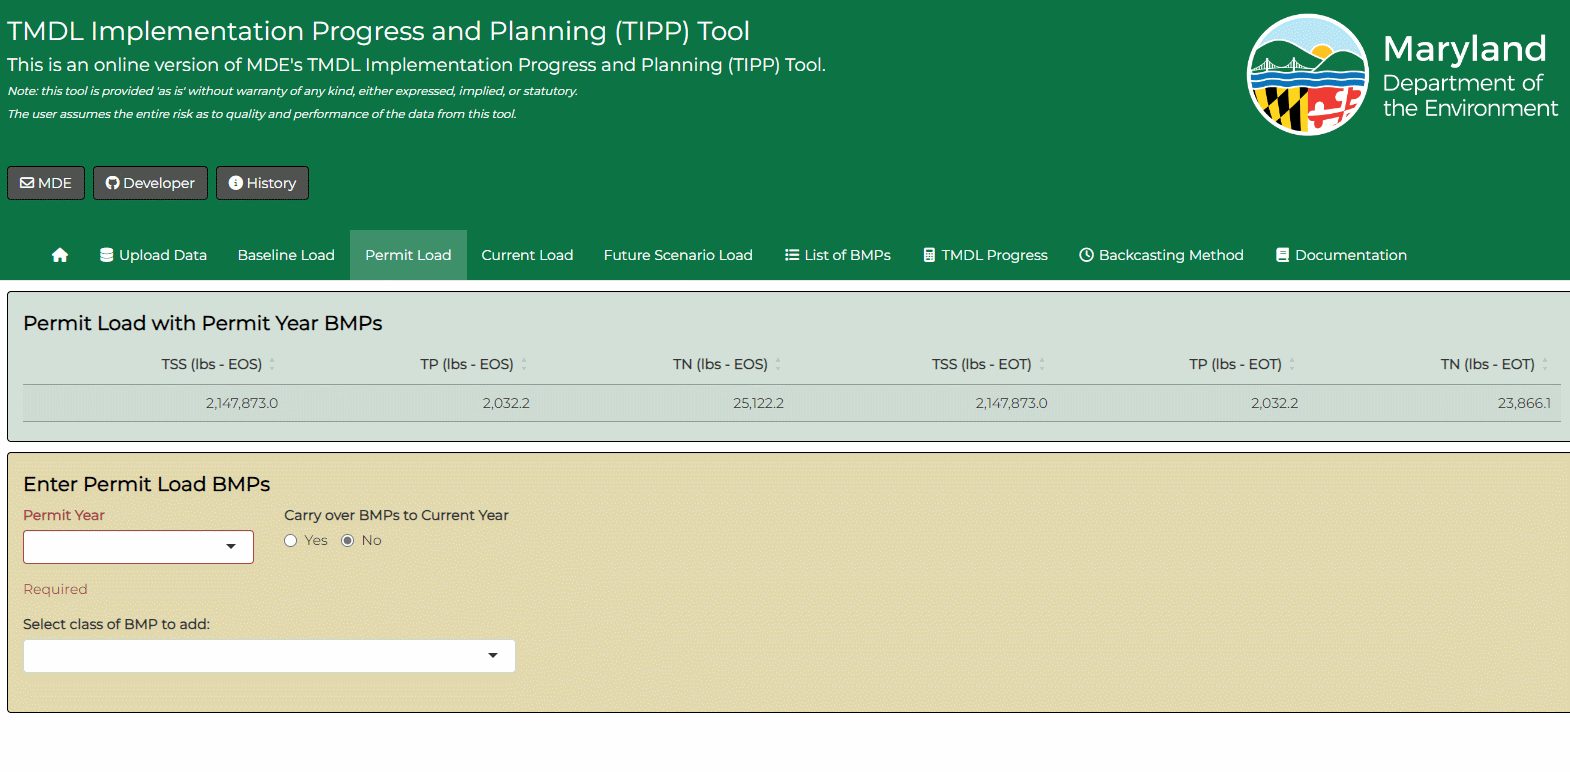 TMDL Implementation Progress and Planning (TIPP) Tool
This is an online version of MDE's TMDL Implementation Progress and Planning (TIPP) Tool.
Note: this tool is provided 'as is' without warranty of any kind, either expressed, implied, or statutory.
The user assumes the entire risk as to quality and performance of the data from this tool.
Maryland
Department of
the Environment
MDE Developer History
Upload Data Baseline Load Permit Load Current Load Future Scenario Load List of BMPs TMDL Progress Backcasting Method Documentation
Permit Load with Permit Year BMPs
TSS (lbs - EOS) TP (lbs - EOS) TN (lbs - EOS) TSS (lbs - EOT) TP (lbs - EOT) TN (lbs - EOT)
2,147,873.0 2,032.2 25,122.2 2,147,873.0 2,032.2 23,866.1
Enter Permit Load BMPs
Permit Year Carry over BMPs to Current Year
Yes No
Required
Select class of BMP to add: